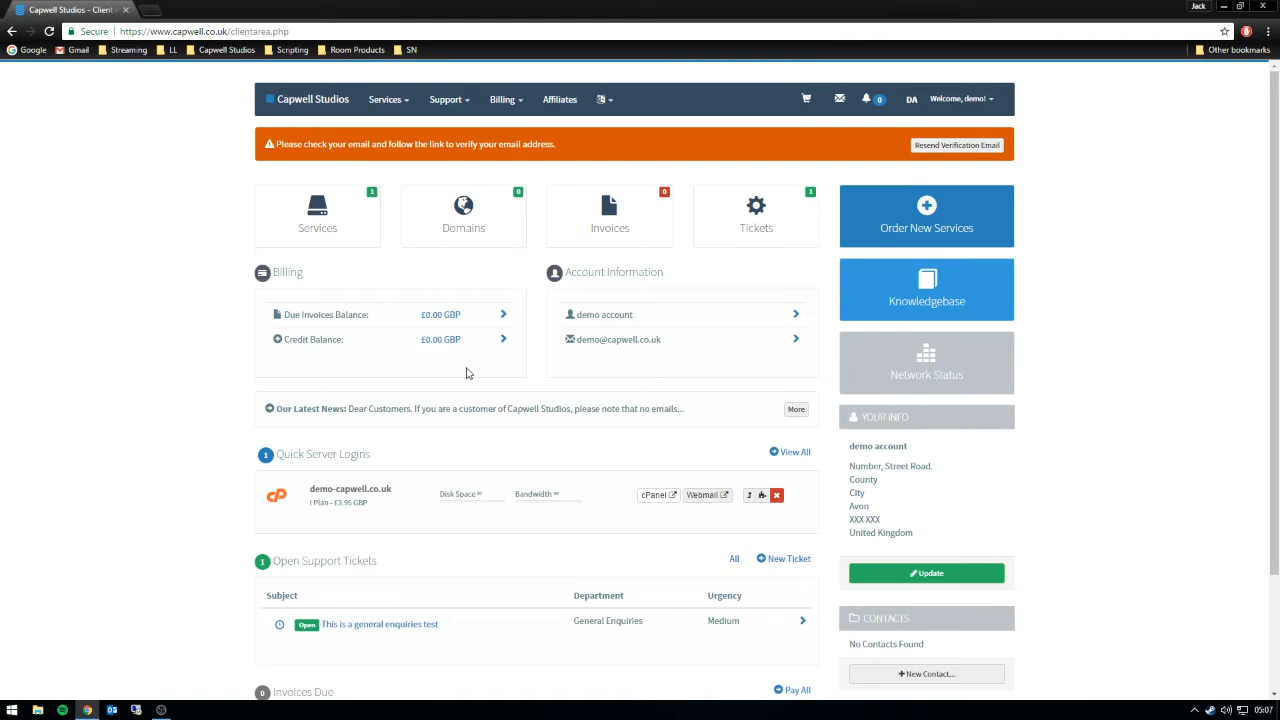 Capwell Studios - Client
Jack
Secure
https://www.capwell.co.uk/clientarea.php
Google Gmail Streaming LL Capwell Studios Scripting Room Products SN Other bookmarks
Capwell Studios Services Support Billing Affiliates 0 DA Welcome, demo!
Please check your email and follow the link to verify your email address. Resend Verification Email
1 0 0 1
Services Domains Invoices Tickets Order New Services
Billing Account Information
Knowledgebase
Due Invoices Balance: £0.00 GBP demo account
Credit Balance: £0.00 GBP demo@capwell.co.uk
Network Status
Our Latest News: Dear Customers. If you are a customer of Capwell Studios, please note that no emails... More
YOUR INFO
demo account
1 Quick Server Logins View All
Number, Street Road.
County
City
Avon
XXX XXX
United Kingdom
cP demo-capwell.co.uk Disk Space ∞ Bandwidth ∞ cPanel Webmail
l Plan - £3.95 GBP
1 Open Support Tickets All New Ticket
Update
Subject Department Urgency
Open This is a general enquiries test General Enquiries Medium
CONTACTS
No Contacts Found
New Contact...
0 Invoices Due Pay All
05:07